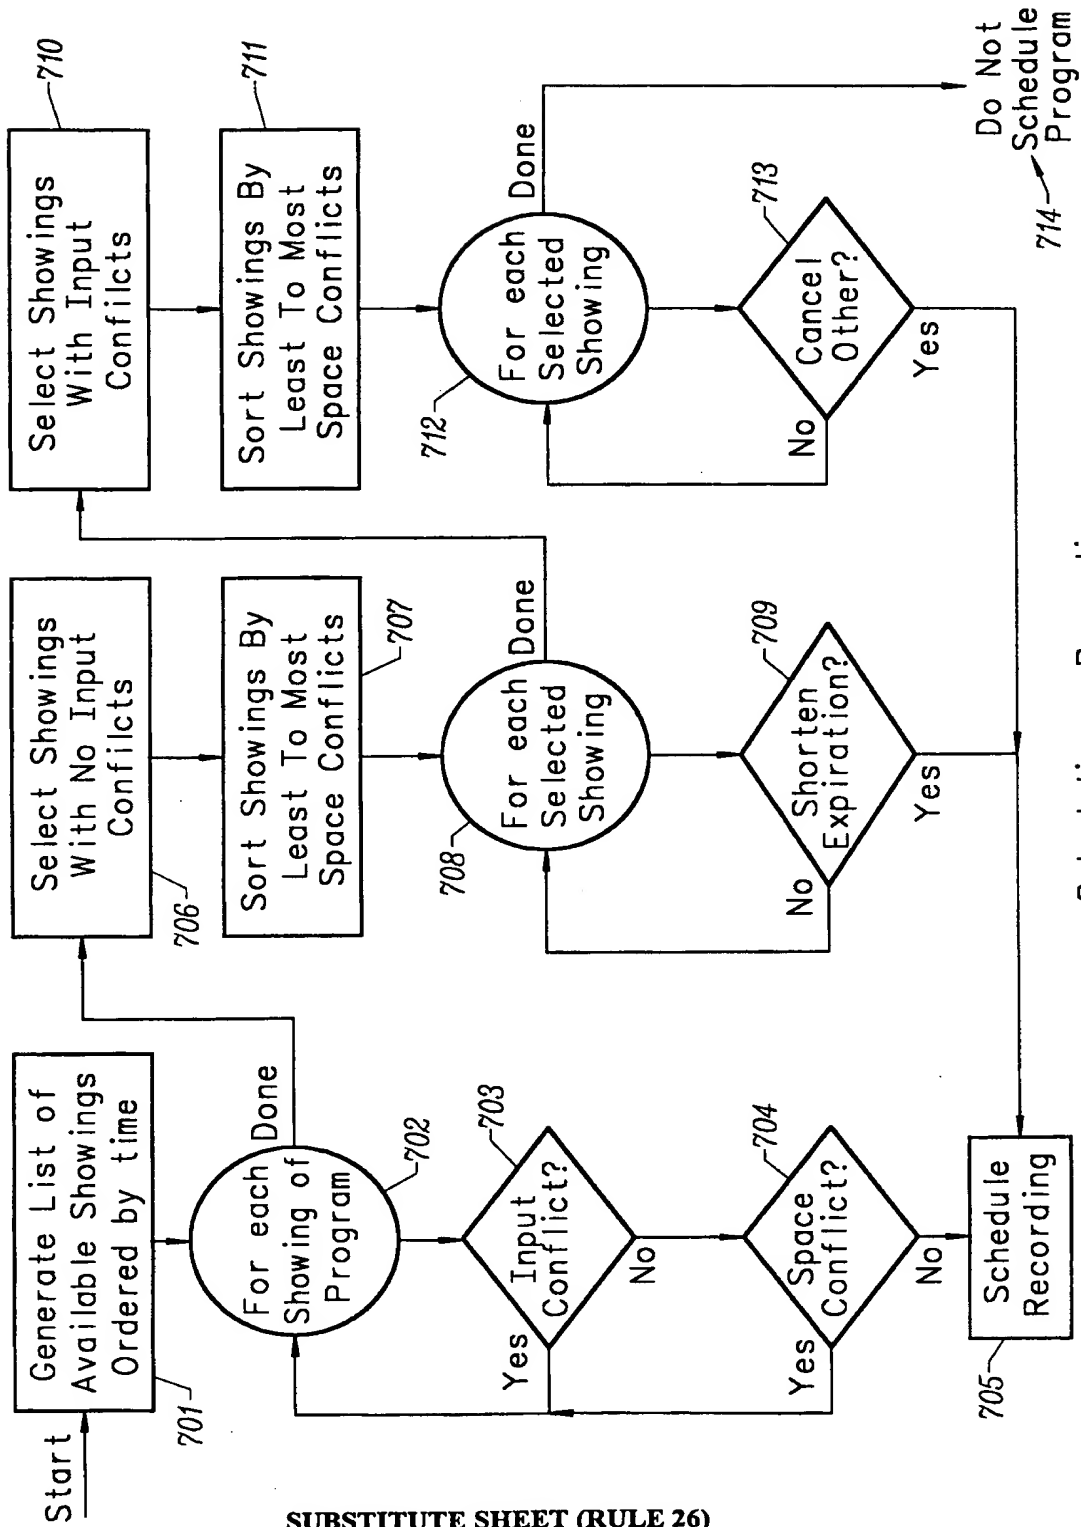 Start
Generate List of
Available Showings
Ordered by time
701
For each
Showing of
Program
Done
702
Input
Conflict?
703
Yes
No
Space
Conflict?
704
Yes
No
Schedule
Recording
705
Select Showings
With No Input
Confilcts
706
Sort Showings By
Least To Most
Space Conflicts
707
For each
Selected
Showing
Done
708
Shorten
Expiration?
709
No
Yes
Select Showings
With Input
Confilcts
710
Sort Showings By
Least To Most
Space Conflicts
711
For each
Selected
Showing
Done
712
Cancel
Other?
713
No
Yes
Do Not
Schedule
Program
714
SUBSTITUTE SHEET (RULE 26)